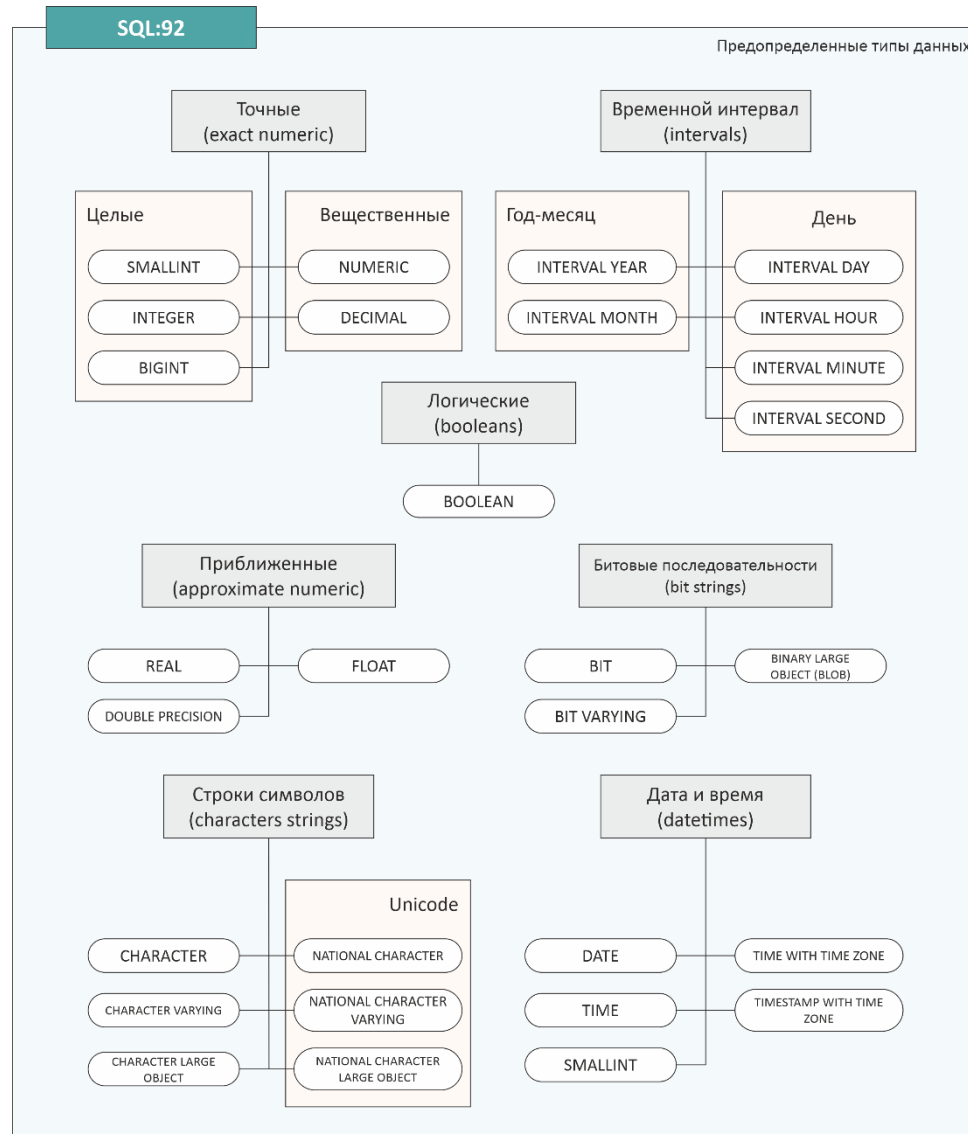 SQL:92
Предопределенные типы данных
Точные
(exact numeric)
Временной интервал
(intervals)
Целые
Вещественные
Год-месяц
День
SMALLINT
NUMERIC
INTERVAL YEAR
INTERVAL DAY
INTEGER
DECIMAL
INTERVAL MONTH
INTERVAL HOUR
BIGINT
INTERVAL MINUTE
Логические
(booleans)
INTERVAL SECOND
BOOLEAN
Приближенные
(approximate numeric)
Битовые последовательности
(bit strings)
REAL
FLOAT
BIT
BINARY LARGE
OBJECT (BLOB)
DOUBLE PRECISION
BIT VARYING
Строки символов
(characters strings)
Дата и время
(datetimes)
Unicode
CHARACTER
NATIONAL CHARACTER
DATE
TIME WITH TIME ZONE
CHARACTER VARYING
NATIONAL CHARACTER
VARYING
TIME
TIMESTAMP WITH TIME
ZONE
CHARACTER LARGE
OBJECT
NATIONAL CHARACTER
LARGE OBJECT
SMALLINT